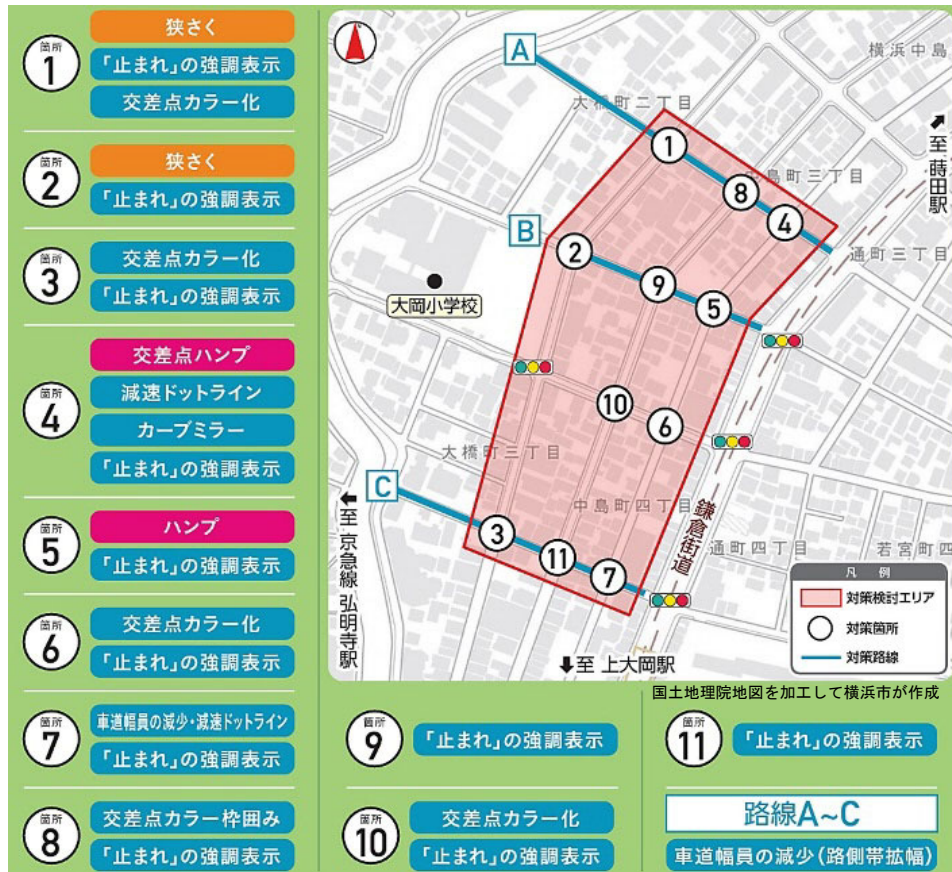 箇所
1
狭さく
「止まれ」の強調表示
交差点カラー化
箇所
2
狭さく
「止まれ」の強調表示
箇所
3
交差点カラー化
「止まれ」の強調表示
箇所
4
交差点ハンプ
減速ドットライン
カーブミラー
「止まれ」の強調表示
箇所
5
ハンプ
「止まれ」の強調表示
箇所
6
交差点カラー化
「止まれ」の強調表示
箇所
7
車道幅員の減少・減速ドットライン
「止まれ」の強調表示
箇所
8
交差点カラー枠囲み
「止まれ」の強調表示
A
横浜中島
大橋町二丁目
至 蒔田駅
1
中島町三丁目
8
4
B
通町三丁目
2
9
5
大岡小学校
10
6
大橋町三丁目
C
中島町四丁目
鎌倉街道
3
11
7
通町四丁目
若宮町四
至 京急線 弘明寺駅
至 上大岡駅
凡例
対策検討エリア
対策箇所
対策路線
国土地理院地図を加工して横浜市が作成
箇所
9
「止まれ」の強調表示
箇所
10
交差点カラー化
「止まれ」の強調表示
箇所
11
「止まれ」の強調表示
路線A~C
車道幅員の減少(路側帯拡幅)